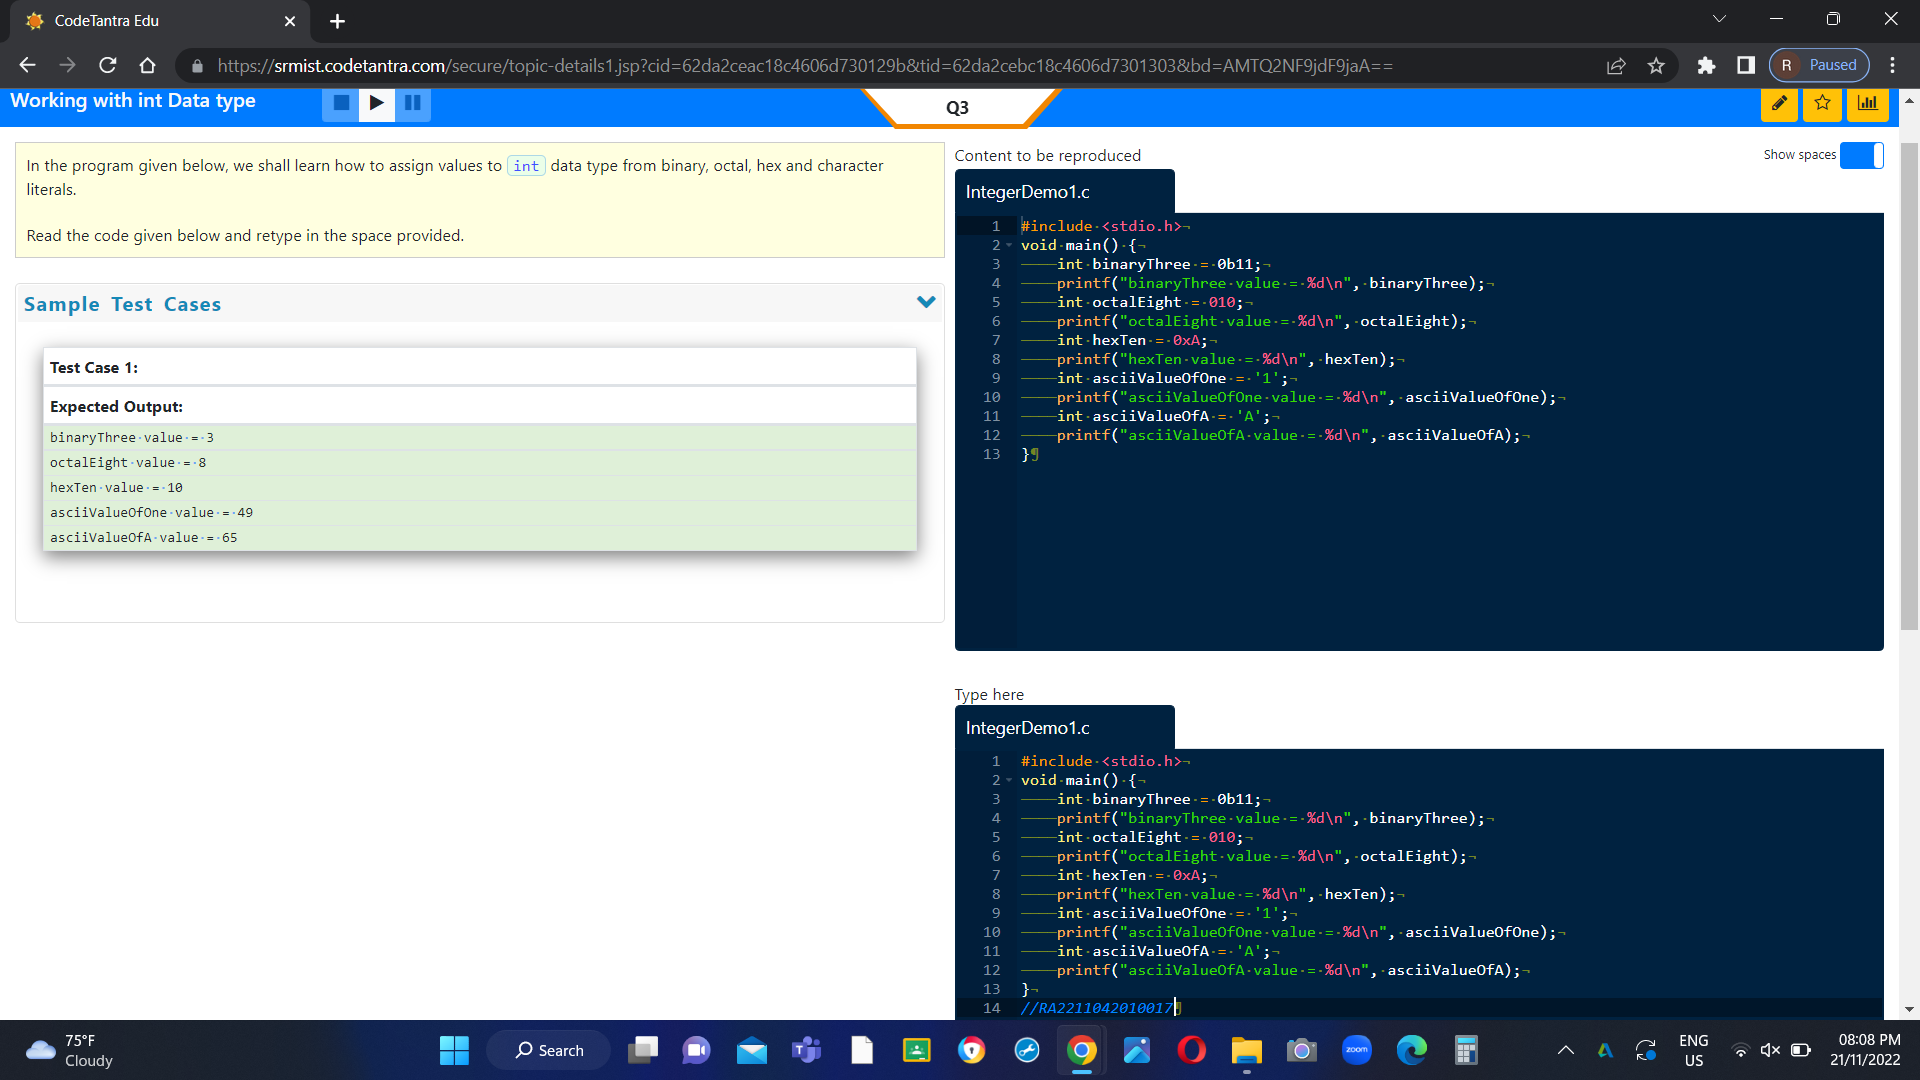 CodeTantra Edu
https://srmist.codetantra.com/secure/topic-details1.jsp?cid=62da2ceac18c4606d730129b&tid=62da2cebc18c4606d7301303&bd=AMTQ2NF9jdF9jaA==
R Paused
Working with int Data type
Q3
In the program given below, we shall learn how to assign values to int data type from binary, octal, hex and character
literals.
Read the code given below and retype in the space provided.
Sample Test Cases
Test Case 1:
Expected Output:
binaryThree·value·=·3
octalEight·value·=·8
hexTen·value·=·10
asciiValueOfOne·value·=·49
asciiValueOfA·value·=·65
Content to be reproduced
Show spaces
IntegerDemo1.c
1 #include·<stdio.h>¬
2 void·main()·{¬
3 int·binaryThree·=·0b11;¬
4 printf("binaryThree·value·=·%d\n",·binaryThree);¬
5 int·octalEight·=·010;¬
6 printf("octalEight·value·=·%d\n",·octalEight);¬
7 int·hexTen·=·0xA;¬
8 printf("hexTen·value·=·%d\n",·hexTen);¬
9 int·asciiValueOfOne·=·'1';¬
10 printf("asciiValueOfOne·value·=·%d\n",·asciiValueOfOne);¬
11 int·asciiValueOfA·=·'A';¬
12 printf("asciiValueOfA·value·=·%d\n",·asciiValueOfA);¬
13 }¶
Type here
IntegerDemo1.c
1 #include·<stdio.h>¬
2 void·main()·{¬
3 int·binaryThree·=·0b11;¬
4 printf("binaryThree·value·=·%d\n",·binaryThree);¬
5 int·octalEight·=·010;¬
6 printf("octalEight·value·=·%d\n",·octalEight);¬
7 int·hexTen·=·0xA;¬
8 printf("hexTen·value·=·%d\n",·hexTen);¬
9 int·asciiValueOfOne·=·'1';¬
10 printf("asciiValueOfOne·value·=·%d\n",·asciiValueOfOne);¬
11 int·asciiValueOfA·=·'A';¬
12 printf("asciiValueOfA·value·=·%d\n",·asciiValueOfA);¬
13 }¬
14 //RA2211042010017¶
75°F
Cloudy
Search
zoom
ENG
US
08:08 PM
21/11/2022